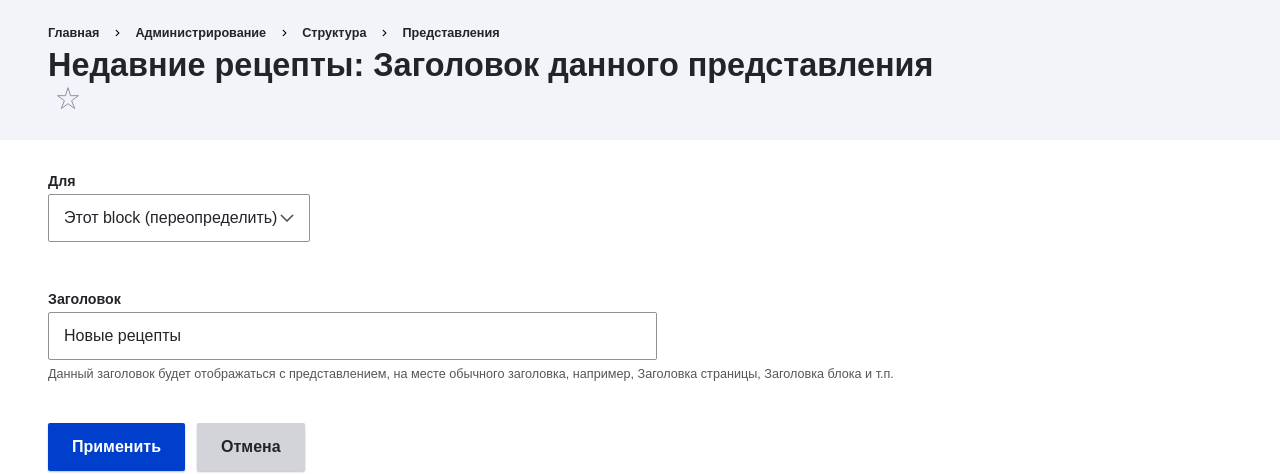 Главная > Администрирование > Структура > Представления
Недавние рецепты: Заголовок данного представления
Для
Этот block (переопределить)
Заголовок
Новые рецепты
Данный заголовок будет отображаться с представлением, на месте обычного заголовка, например, Заголовка страницы, Заголовка блока и т.п.
Применить Отмена